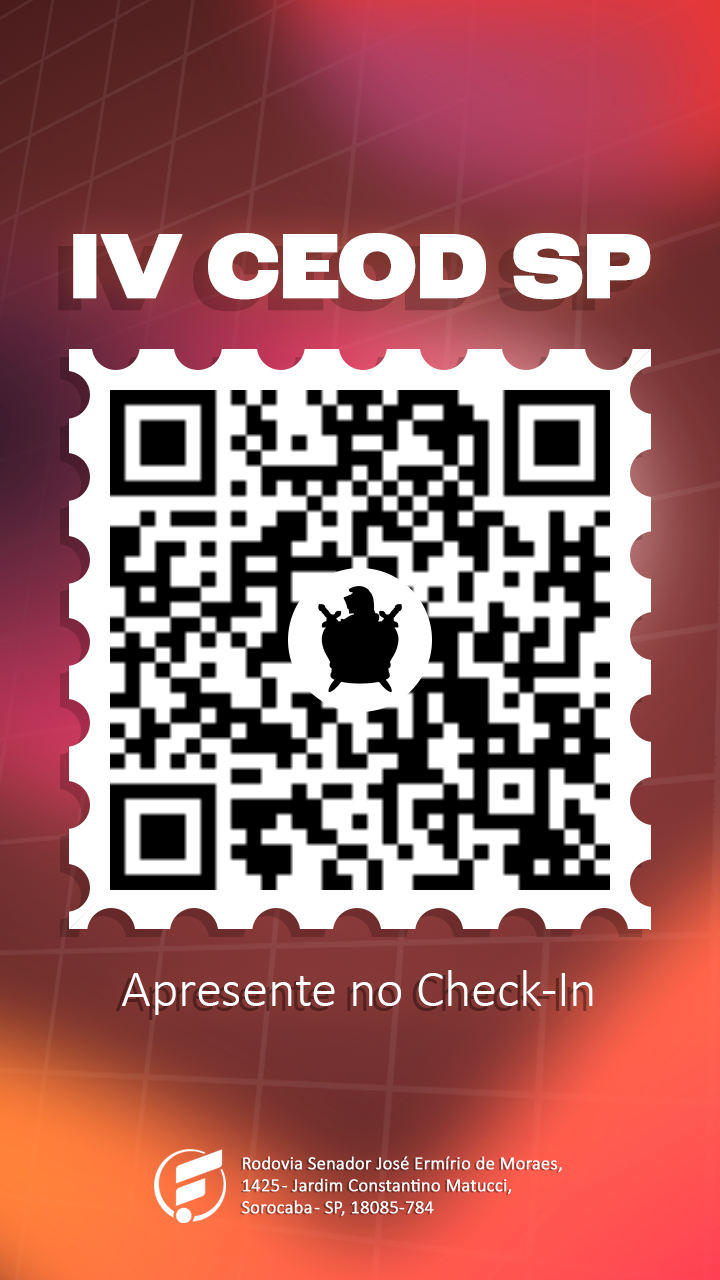 IV CEOD SP
Apresente no Check-In
Rodovia Senador José Ermírio de Moraes,
1425- Jardim Constantino Matucci,
Sorocaba- SP, 18085-784